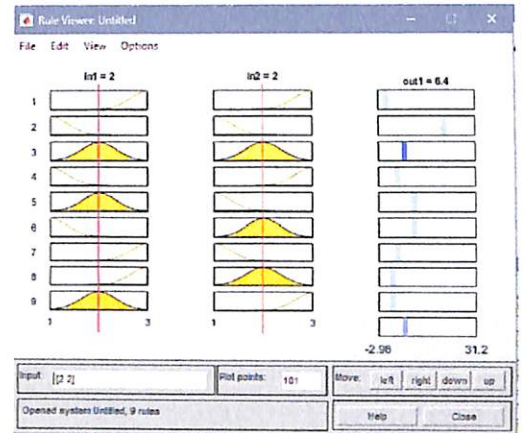 Rule Viewer: Untitled
File Edit View Options
in1 = 2
in2 = 2
out1 = 6.4
1
2
3
4
5
6
7
8
9
1 3
1 3
-2.96 31.2
Input: [[2 2]
Plot points: 101
Move: left right down up
Opened system Untitled, 9 rules
Help Close